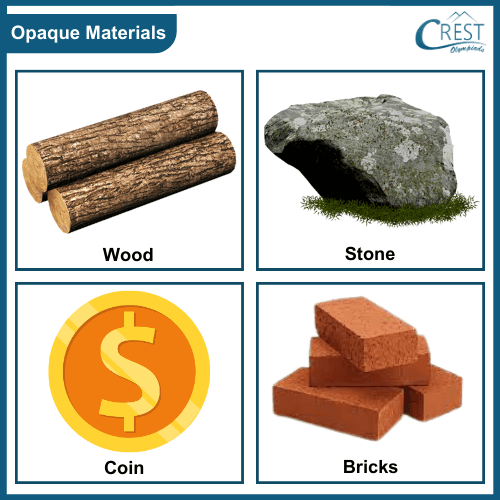 Opaque Materials
CREST
Olympiads
Wood
Stone
$
Coin
Bricks